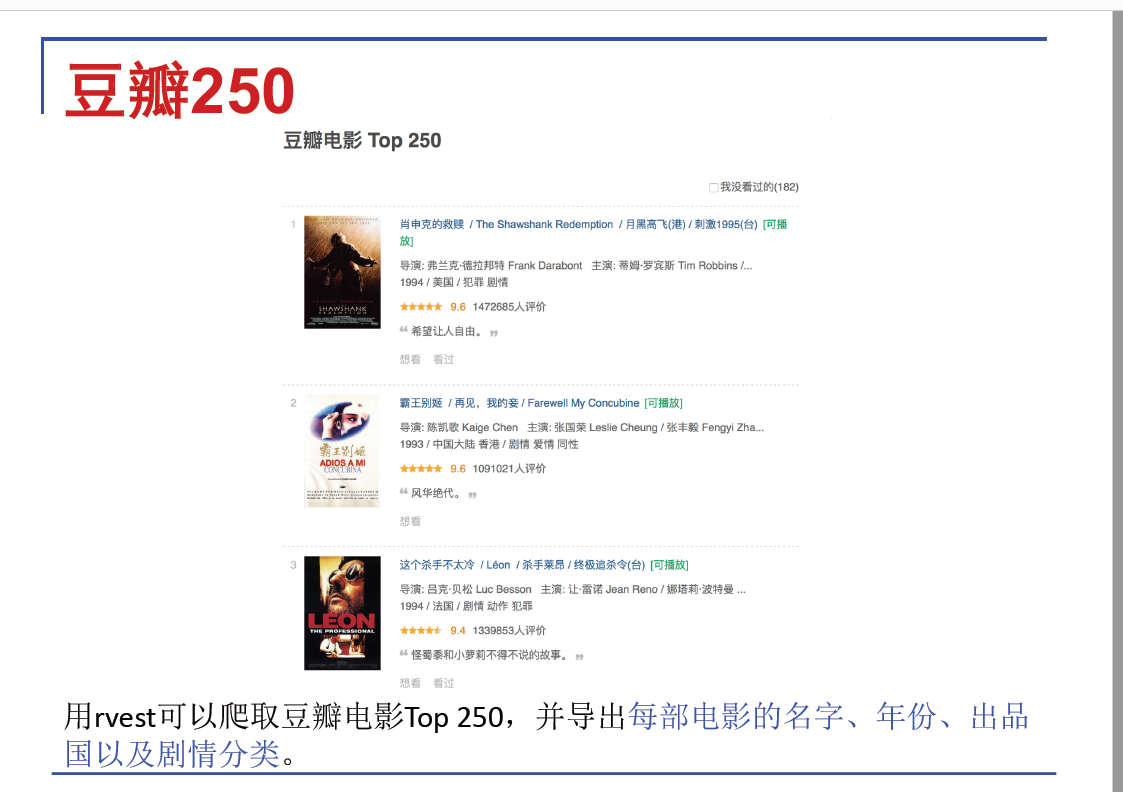 豆瓣250
豆瓣电影 Top 250
我没看过的(182)
1
肖申克的救赎 / The Shawshank Redemption / 月黑高飞(港) / 刺激1995(台) [可播
放]
导演: 弗兰克·德拉邦特 Frank Darabont 主演: 蒂姆·罗宾斯 Tim Robbins /...
1994 / 美国 / 犯罪 剧情
9.6 1472685人评价
“ 希望让人自由。 ”
想看 看过
THE SHAWSHANK
REDEMPTION
2
霸王别姬 / 再见，我的妾 / Farewell My Concubine [可播放]
导演: 陈凯歌 Kaige Chen 主演: 张国荣 Leslie Cheung / 张丰毅 Fengyi Zha...
1993 / 中国大陆 香港 / 剧情 爱情 同性
9.6 1091021人评价
“ 风华绝代。 ”
想看
霸王别姬
ADIOS A MI
CONCUBINA
3
这个杀手不太冷 / Léon / 杀手莱昂 / 终极追杀令(台) [可播放]
导演: 吕克·贝松 Luc Besson 主演: 让·雷诺 Jean Reno / 娜塔莉·波特曼 ...
1994 / 法国 / 剧情 动作 犯罪
9.4 1339853人评价
“ 怪蜀黍和小萝莉不得不说的故事。 ”
想看 看过
LEON
THE PROFESSIONAL
用rvest可以爬取豆瓣电影Top 250，并导出每部电影的名字、年份、出品
国以及剧情分类。